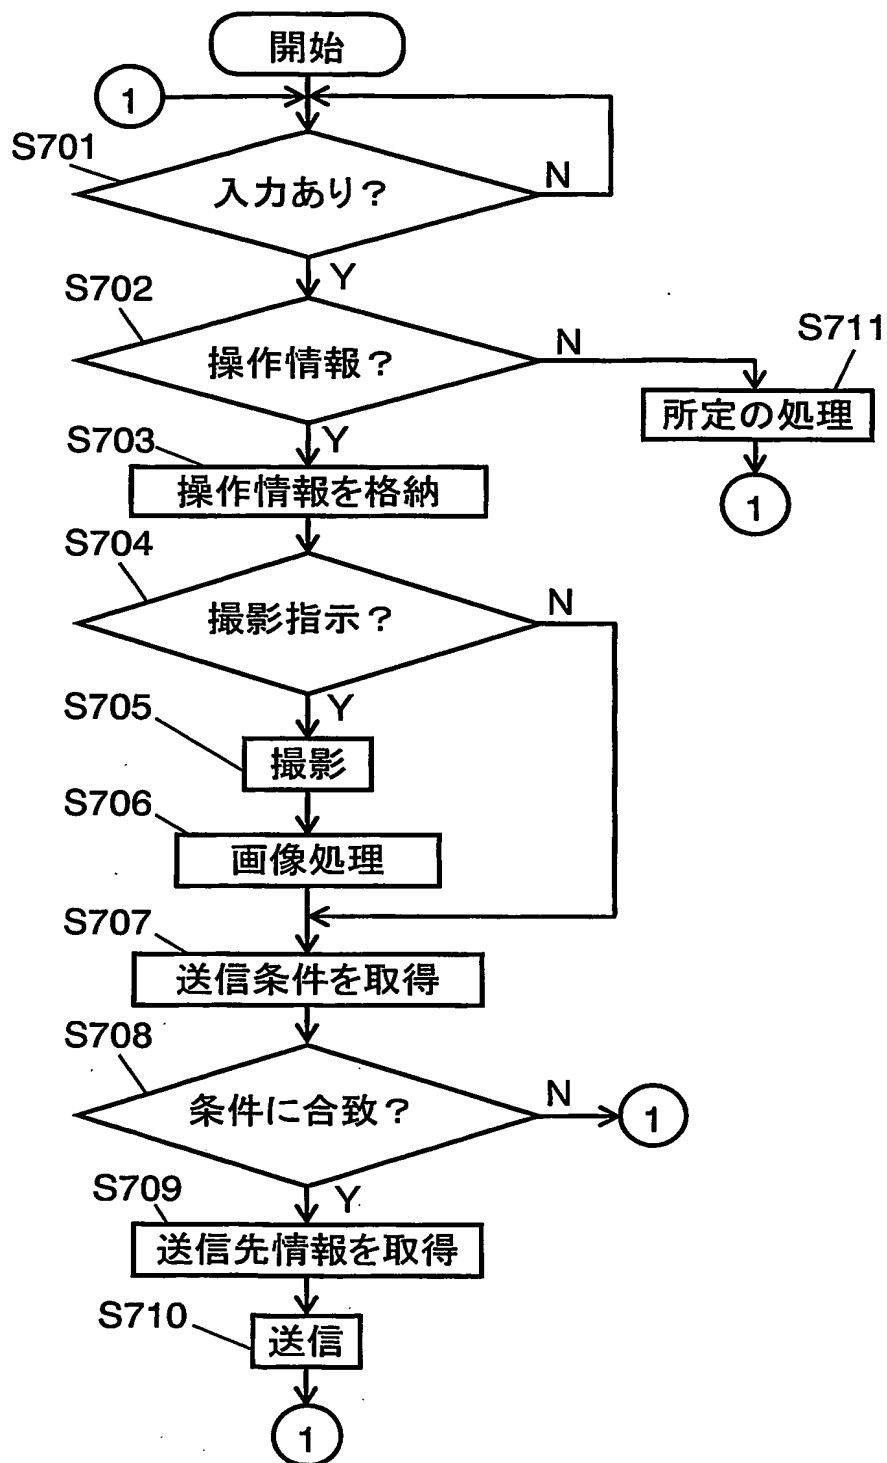 開始
1
S701
入力あり?
N
Y
S702
操作情報?
N
S711
所定の処理
1
Y
S703
操作情報を格納
S704
撮影指示?
N
Y
S705
撮影
S706
画像処理
S707
送信条件を取得
S708
条件に合致?
N
1
Y
S709
送信先情報を取得
S710
送信
1